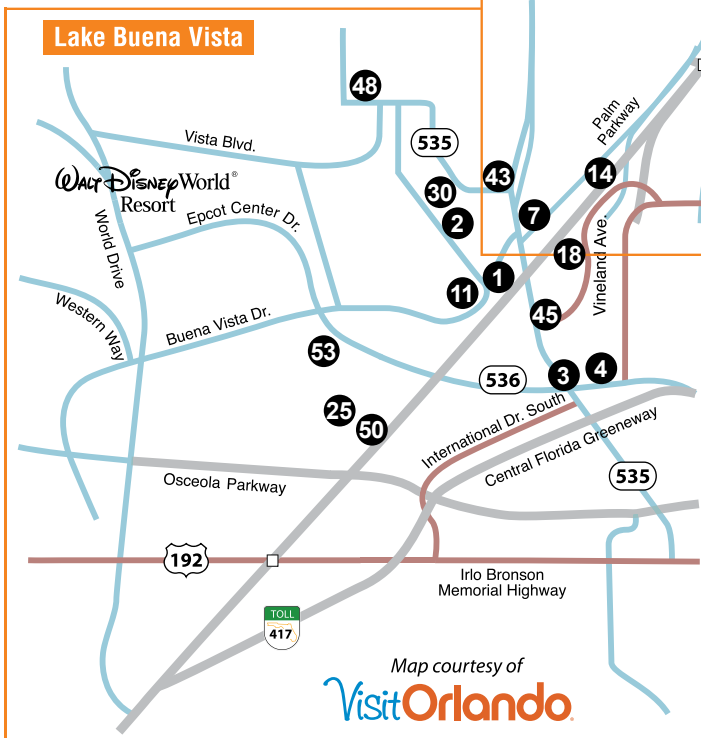 Lake Buena Vista
48
Vista Blvd.
535
Palm
Parkway
WALT DISNEY World®
Resort
43
14
30
2
7
Epcot Center Dr.
World Drive
Vineland Ave.
18
1
11
Western
Way
Buena Vista Dr.
45
53
536
3
4
25
50
International Dr. South
Central Florida Greeneway
Osceola Parkway
535
192
Irlo Bronson
Memorial Highway
TOLL
417
Map courtesy of
VisitOrlando.